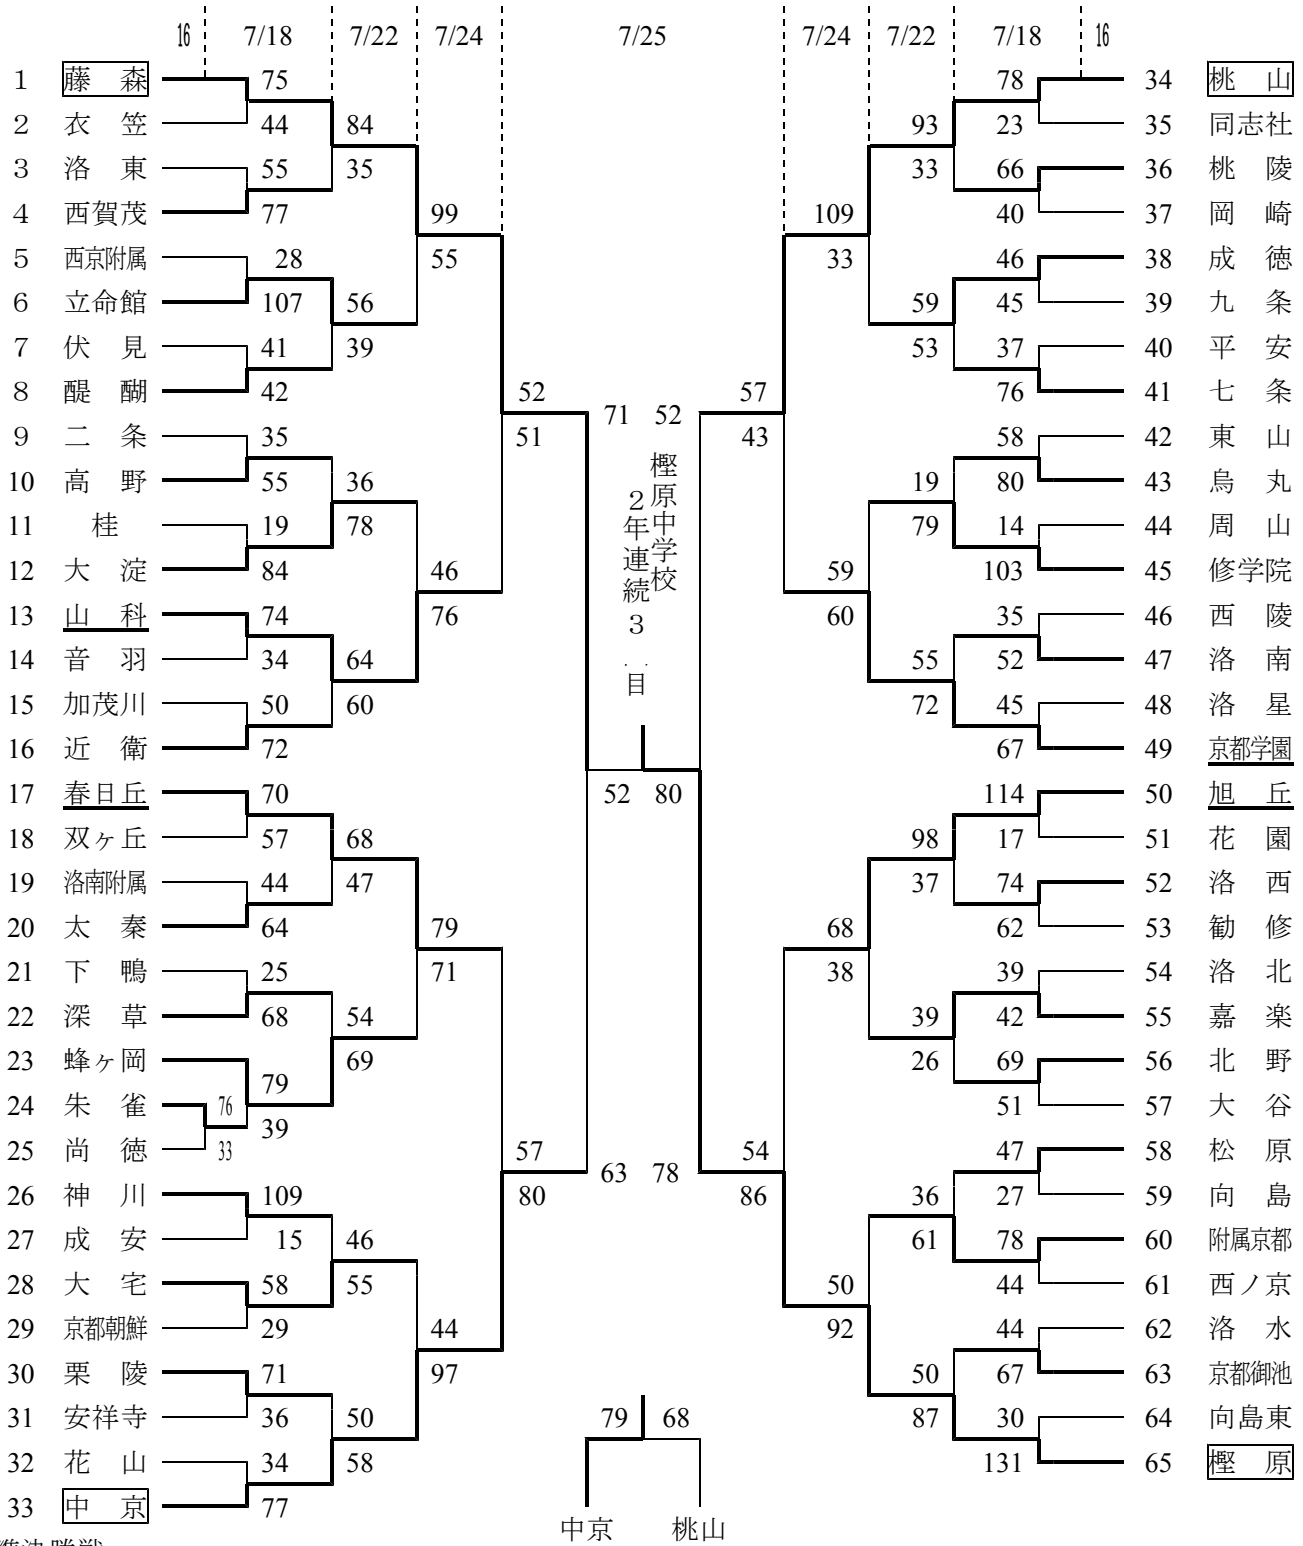 16 7/18 7/22 7/24 7/25 7/24 7/22 7/18 16
1 藤森 75 78 34 桃山
2 衣笠 44 84 93 23 35 同志社
3 洛東 55 35 33 66 36 桃陵
4 西賀茂 77 99 109 40 37 岡崎
5 西京附属 28 55 33 46 38 成徳
6 立命館 107 56 59 45 39 九条
7 伏見 41 39 53 37 40 平安
8 醍醐 42 52 71 52 57 76 41 七条
9 二条 35 51 43 58 42 東山
10 高野 55 36 19 80 43 烏丸
11 桂 19 78 79 14 44 周山
12 大淀 84 46 59 103 45 修学院
13 山科 74 76 60 35 46 西陵
14 音羽 34 64 55 52 47 洛南
15 加茂川 50 60 72 45 48 洛星
16 近衛 72 67 49 京都学園
樫原中学校
2年連続3 目
17 春日丘 70 52 80 114 50 旭丘
18 双ヶ丘 57 68 98 17 51 花園
19 洛南附属 44 47 37 74 52 洛西
20 太秦 64 79 68 62 53 勧修
21 下鴨 25 71 38 39 54 洛北
22 深草 68 54 39 42 55 嘉楽
23 蜂ヶ岡 79 69 26 69 56 北野
24 朱雀 76 39 51 57 大谷
25 尚徳 33 57 63 78 54 47 58 松原
26 神川 109 80 86 36 27 59 向島
27 成安 15 46 61 78 60 附属京都
28 大宅 58 55 50 44 61 西ノ京
29 京都朝鮮 29 44 92 44 62 洛水
30 栗陵 71 97 50 67 63 京都御池
31 安祥寺 36 50 79 68 87 30 64 向島東
32 花山 34 58 131 65 樫原
33 中京 77
中京 桃山